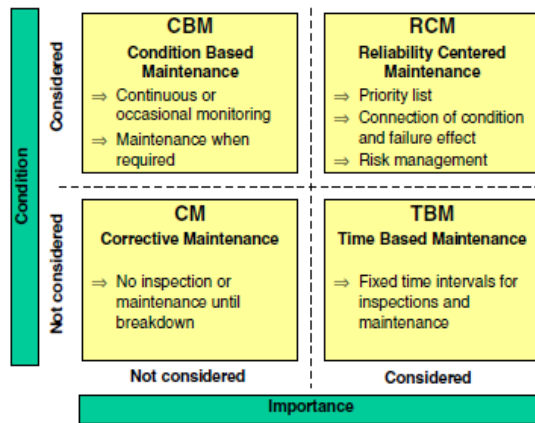 CBM
Condition Based
Maintenance
⇒ Continuous or
occasional monitoring
⇒ Maintenance when
required
RCM
Reliability Centered
Maintenance
⇒ Priority list
⇒ Connection of condition
and failure effect
⇒ Risk management
Considered
Condition
Not considered
CM
Corrective Maintenance
⇒ No inspection or
maintenance until
breakdown
TBM
Time Based Maintenance
⇒ Fixed time intervals for
inspections and
maintenance
Not considered
Considered
Importance